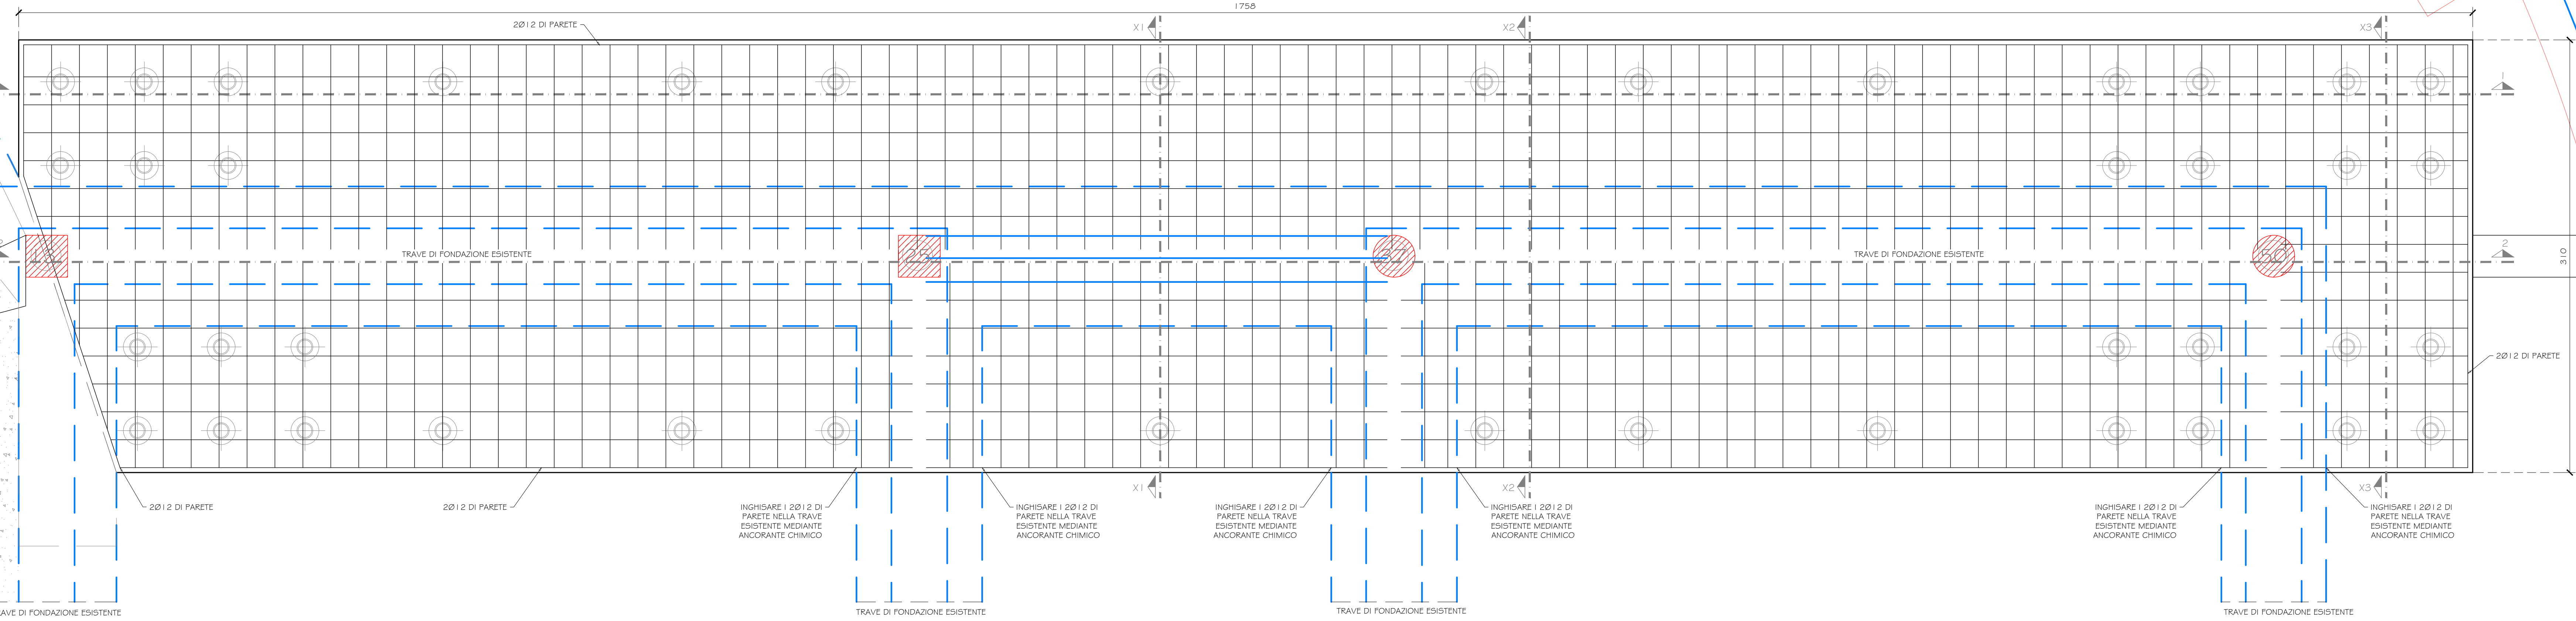 1758
2Ø12 DI PARETE
X1
X2
X3
1
TRAVE DI FONDAZIONE ESISTENTE
25
37
TRAVE DI FONDAZIONE ESISTENTE
50
2
310
2Ø12 DI PARETE
X1
X2
X3
2Ø12 DI PARETE
2Ø12 DI PARETE
INGHISARE I 2Ø12 DI
PARETE NELLA TRAVE
ESISTENTE MEDIANTE
ANCORANTE CHIMICO
INGHISARE I 2Ø12 DI
PARETE NELLA TRAVE
ESISTENTE MEDIANTE
ANCORANTE CHIMICO
INGHISARE I 2Ø12 DI
PARETE NELLA TRAVE
ESISTENTE MEDIANTE
ANCORANTE CHIMICO
INGHISARE I 2Ø12 DI
PARETE NELLA TRAVE
ESISTENTE MEDIANTE
ANCORANTE CHIMICO
INGHISARE I 2Ø12 DI
PARETE NELLA TRAVE
ESISTENTE MEDIANTE
ANCORANTE CHIMICO
INGHISARE I 2Ø12 DI
PARETE NELLA TRAVE
ESISTENTE MEDIANTE
ANCORANTE CHIMICO
AVE DI FONDAZIONE ESISTENTE
TRAVE DI FONDAZIONE ESISTENTE
TRAVE DI FONDAZIONE ESISTENTE
TRAVE DI FONDAZIONE ESISTENTE